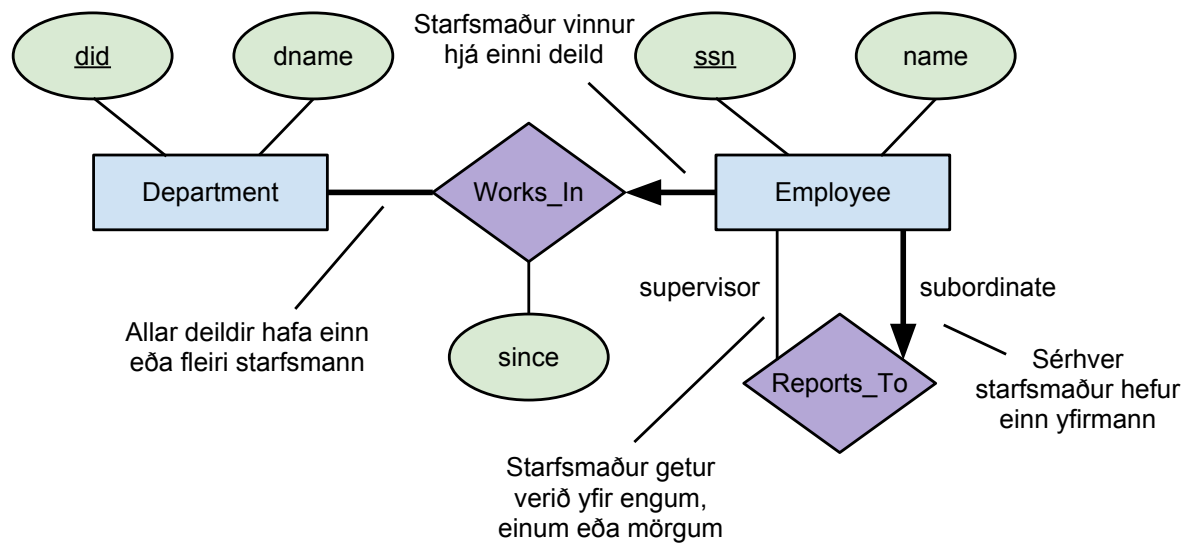 Starfsmaður vinnur
hjá einni deild
did
dname
ssn
name
Department
Works_In
Employee
supervisor
subordinate
Allar deildir hafa einn
eða fleiri starfsmann
since
Reports_To
Sérhver
starfsmaður hefur
einn yfirmann
Starfsmaður getur
verið yfir engum,
einum eða mörgum